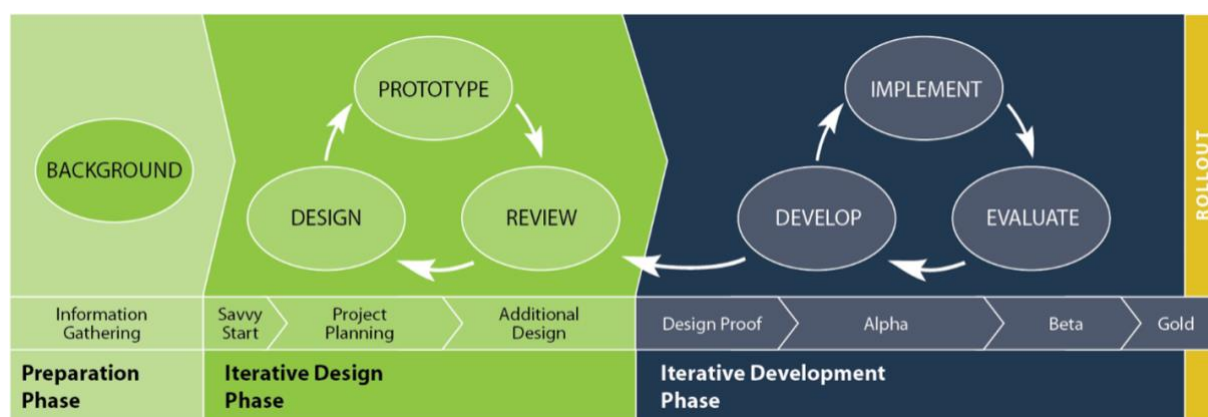 PROTOTYPE
IMPLEMENT
BACKGROUND
DESIGN
REVIEW
DEVELOP
EVALUATE
ROLLOUT
Information
Gathering
Savvy
Start
Project
Planning
Additional
Design
Design Proof
Alpha
Beta
Gold
Preparation
Phase
Iterative Design
Phase
Iterative Development
Phase